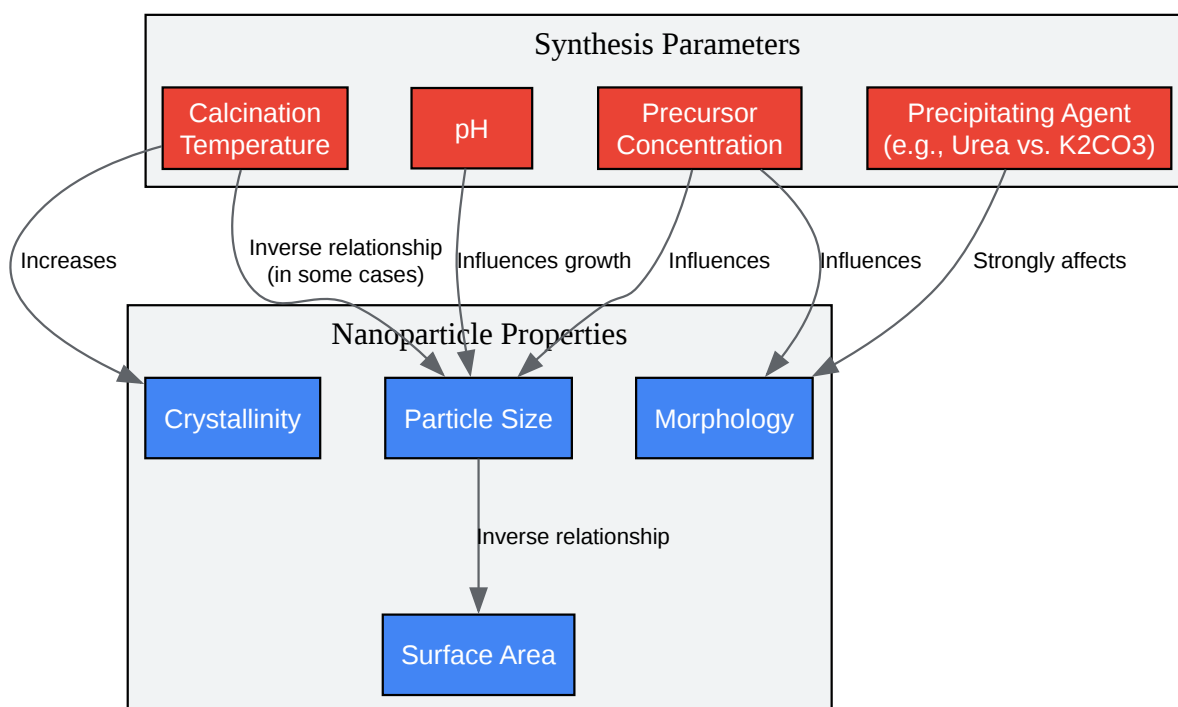 Synthesis Parameters
Calcination
Temperature
pH
Precursor
Concentration
Precipitating Agent
(e.g., Urea vs. K2CO3)
Increases
Inverse relationship
(in some cases)
Influences growth
Influences
Influences
Strongly affects
Nanoparticle Properties
Crystallinity
Particle Size
Morphology
Inverse relationship
Surface Area